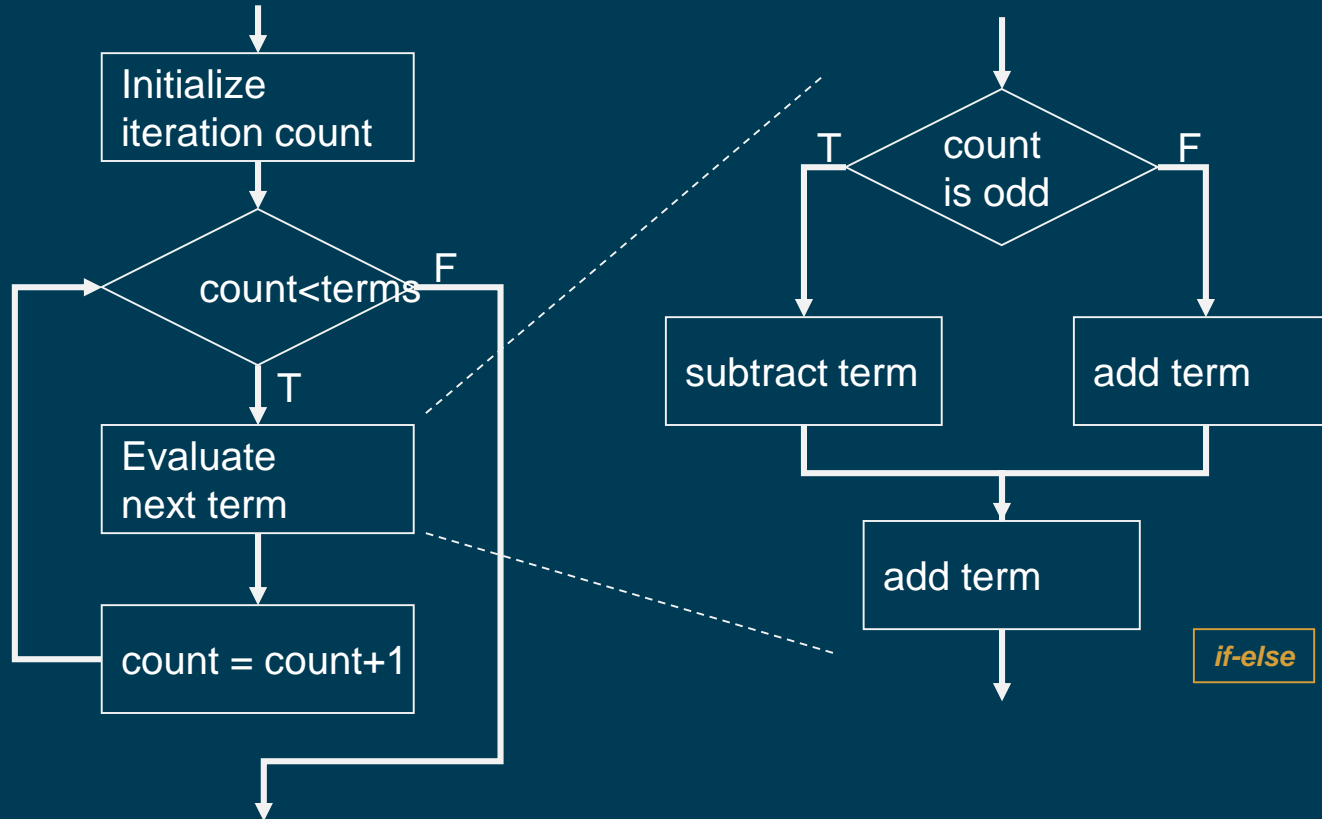 Initialize
iteration count
count<terms
F
T
Evaluate
next term
count = count+1
count
is odd
T
F
subtract term
add term
add term
if-else